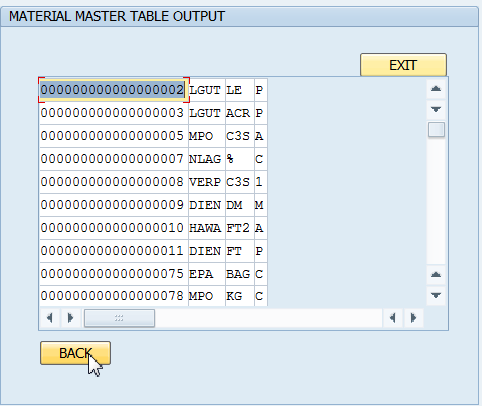 MATERIAL MASTER TABLE OUTPUT
EXIT
000000000000000002 LGUT LE P
000000000000000003 LGUT ACR P
000000000000000005 MPO C3S A
000000000000000007 NLAG % C
000000000000000008 VERP C3S 1
000000000000000009 DIEN DM M
000000000000000010 HAWA FT2 A
000000000000000011 DIEN FT P
000000000000000075 EPA BAG C
000000000000000078 MPO KG C
BACK